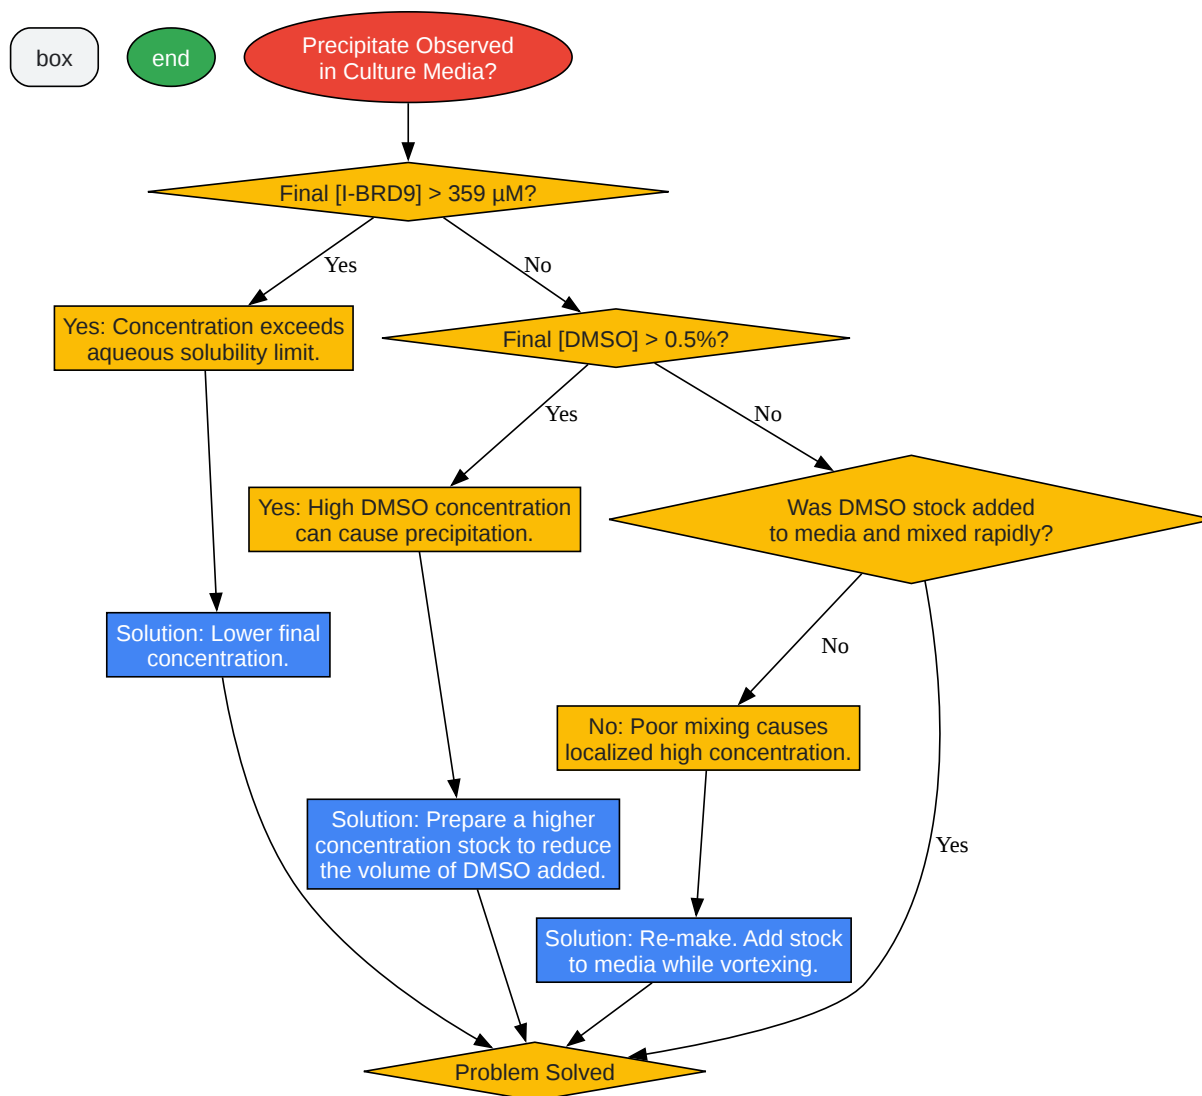 box
end
Precipitate Observed
in Culture Media?
Final [I-BRD9] > 359 µM?
Yes
No
Yes: Concentration exceeds
aqueous solubility limit.
Final [DMSO] > 0.5%?
Yes
No
Yes: High DMSO concentration
can cause precipitation.
Was DMSO stock added
to media and mixed rapidly?
Solution: Lower final
concentration.
No
No: Poor mixing causes
localized high concentration.
Solution: Prepare a higher
concentration stock to reduce
the volume of DMSO added.
Yes
Solution: Re-make. Add stock
to media while vortexing.
Problem Solved